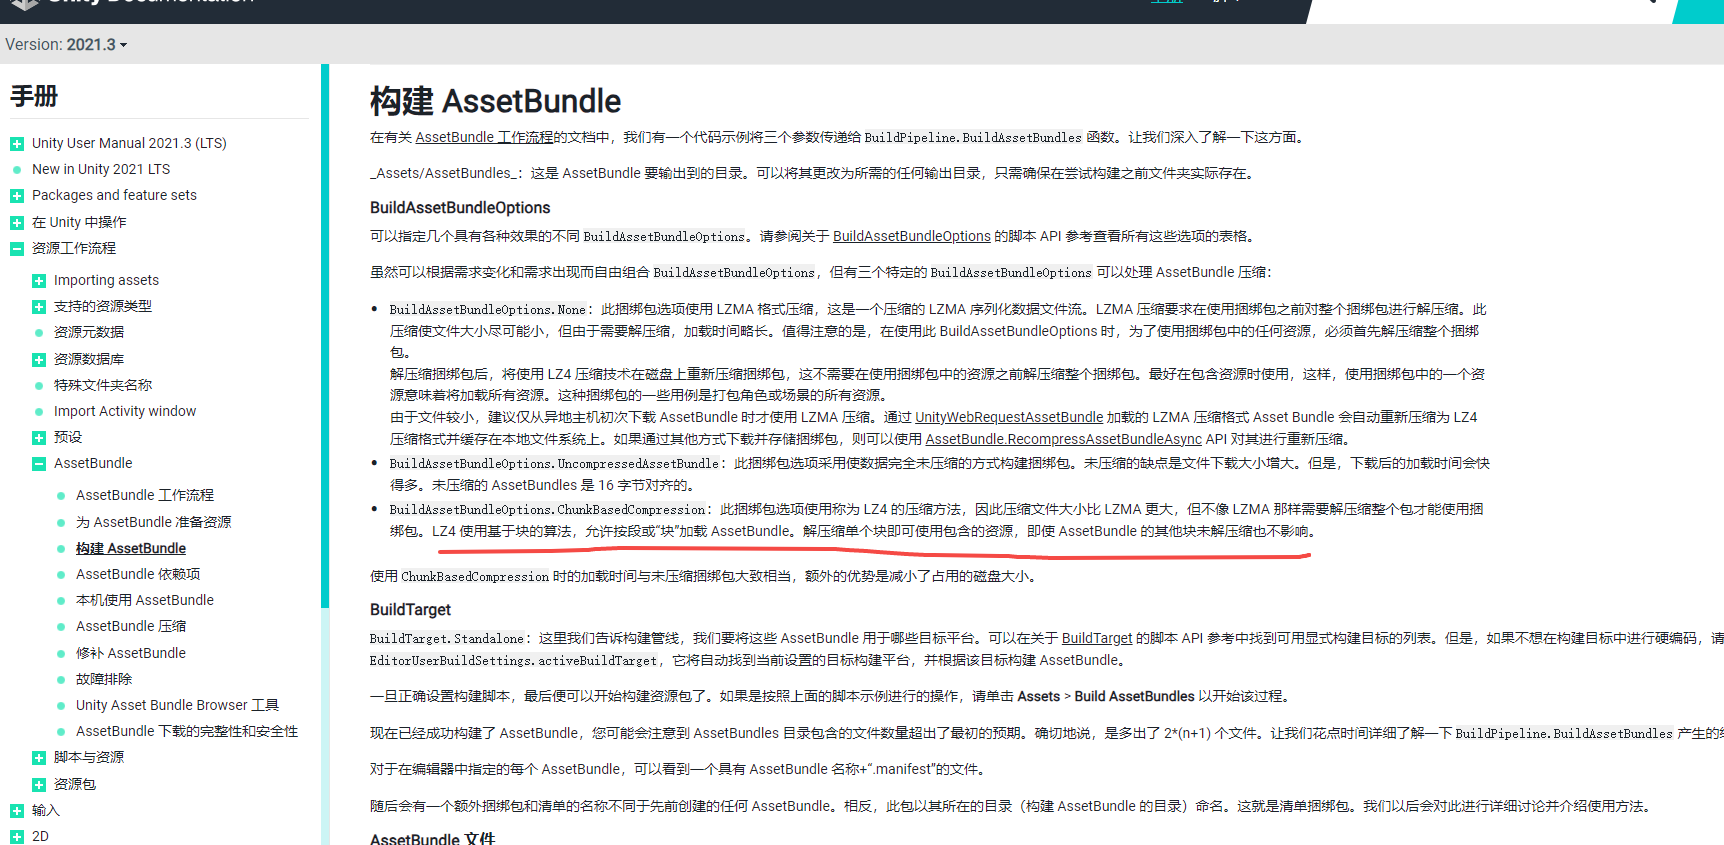 Version: 2021.3
手册
Unity User Manual 2021.3 (LTS)
New in Unity 2021 LTS
Packages and feature sets
在 Unity 中操作
资源工作流程
Importing assets
支持的资源类型
资源元数据
资源数据库
特殊文件夹名称
Import Activity window
预设
AssetBundle
AssetBundle 工作流程
为 AssetBundle 准备资源
构建 AssetBundle
AssetBundle 依赖项
本机使用 AssetBundle
AssetBundle 压缩
修补 AssetBundle
故障排除
Unity Asset Bundle Browser 工具
AssetBundle 下载的完整性和安全性
脚本与资源
资源包
输入
2D
构建 AssetBundle
在有关 AssetBundle 工作流程的文档中，我们有一个代码示例将三个参数传递给 BuildPipeline.BuildAssetBundles 函数。让我们深入了解一下这方面。
_Assets/AssetBundles_：这是 AssetBundle 要输出到的目录。可以将其更改为所需的任何输出目录，只需确保在尝试构建之前文件夹实际存在。
BuildAssetBundleOptions
可以指定几个具有各种效果的不同 BuildAssetBundleOptions。请参阅关于 BuildAssetBundleOptions 的脚本 API 参考查看所有这些选项的表格。
虽然可以根据需求变化和需求出现而自由组合 BuildAssetBundleOptions，但有三个特定的 BuildAssetBundleOptions 可以处理 AssetBundle 压缩：
BuildAssetBundleOptions.None：此捆绑包选项使用 LZMA 格式压缩，这是一个压缩的 LZMA 序列化数据文件流。LZMA 压缩要求在使用捆绑包之前对整个捆绑包进行解压缩。此
压缩使文件大小尽可能小，但由于需要解压缩，加载时间略长。值得注意的是，在使用此 BuildAssetBundleOptions 时，为了使用捆绑包中的任何资源，必须首先解压缩整个捆绑
包。
解压缩捆绑包后，将使用 LZ4 压缩技术在磁盘上重新压缩捆绑包，这不需要在使用捆绑包中的资源之前解压缩整个捆绑包。最好在包含资源时使用，这样，使用捆绑包中的一个资
源意味着将加载所有资源。这种捆绑包的一些用例是打包角色或场景的所有资源。
由于文件较小，建议仅从异地主机初次下载 AssetBundle 时才使用 LZMA 压缩。通过 UnityWebRequestAssetBundle 加载的 LZMA 压缩格式 Asset Bundle 会自动重新压缩为 LZ4
压缩格式并缓存在本地文件系统上。如果通过其他方式下载并存储捆绑包，则可以使用 AssetBundle.RecompressAssetBundleAsync API 对其进行重新压缩。
BuildAssetBundleOptions.UncompressedAssetBundle：此捆绑包选项采用使数据完全未压缩的方式构建捆绑包。未压缩的缺点是文件下载大小增大。但是，下载后的加载时间会快
得多。未压缩的 AssetBundles 是 16 字节对齐的。
BuildAssetBundleOptions.ChunkBasedCompression：此捆绑包选项使用称为 LZ4 的压缩方法，因此压缩文件大小比 LZMA 更大，但不像 LZMA 那样需要解压缩整个包才能使用捆
绑包。LZ4 使用基于块的算法，允许按段或“块”加载 AssetBundle。解压缩单个块即可使用包含的资源，即使 AssetBundle 的其他块未解压缩也不影响。
使用 ChunkBasedCompression 时的加载时间与未压缩捆绑包大致相当，额外的优势是减小了占用的磁盘大小。
BuildTarget
BuildTarget.Standalone：这里我们告诉构建管线，我们要将这些 AssetBundle 用于哪些目标平台。可以在关于 BuildTarget 的脚本 API 参考中找到可用显式构建目标的列表。但是，如果不想在构建目标中进行硬编码，请
EditorUserBuildSettings.activeBuildTarget，它将自动找到当前设置的目标构建平台，并根据该目标构建 AssetBundle。
一旦正确设置构建脚本，最后便可以开始构建资源包了。如果是按照上面的脚本示例进行的操作，请单击 Assets > Build AssetBundles 以开始该过程。
现在已经成功构建了 AssetBundle，您可能会注意到 AssetBundles 目录包含的文件数量超出了最初的预期。确切地说，是多出了 2*(n+1) 个文件。让我们花点时间详细了解一下 BuildPipeline.BuildAssetBundles 产生的
对于在编辑器中指定的每个 AssetBundle，可以看到一个具有 AssetBundle 名称+“.manifest”的文件。
随后会有一个额外捆绑包和清单的名称不同于先前创建的任何 AssetBundle。相反，此包以其所在的目录（构建 AssetBundle 的目录）命名。这就是清单捆绑包。我们以后会对此进行详细讨论并介绍使用方法。
AssetBundle 文件